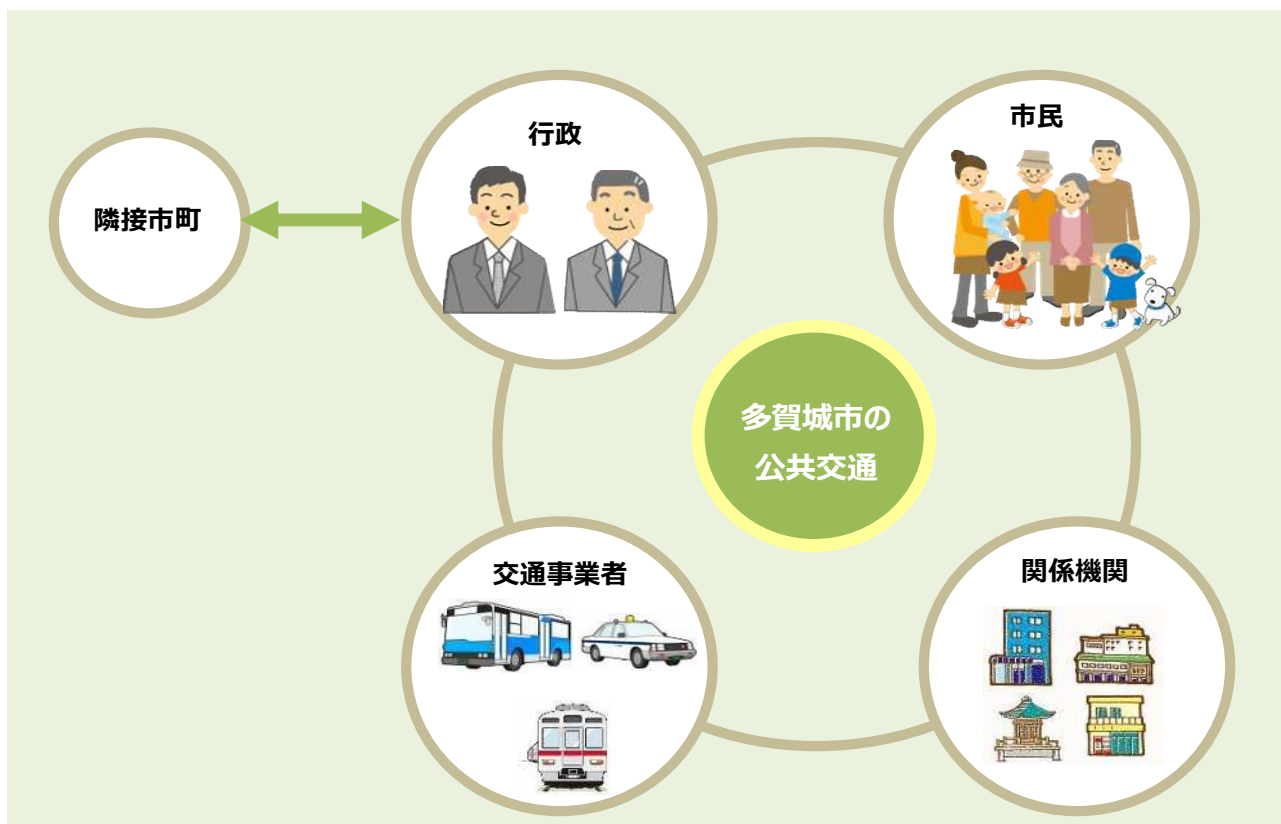 行政
市民
隣接市町
多賀城市の
公共交通
交通事業者
関係機関